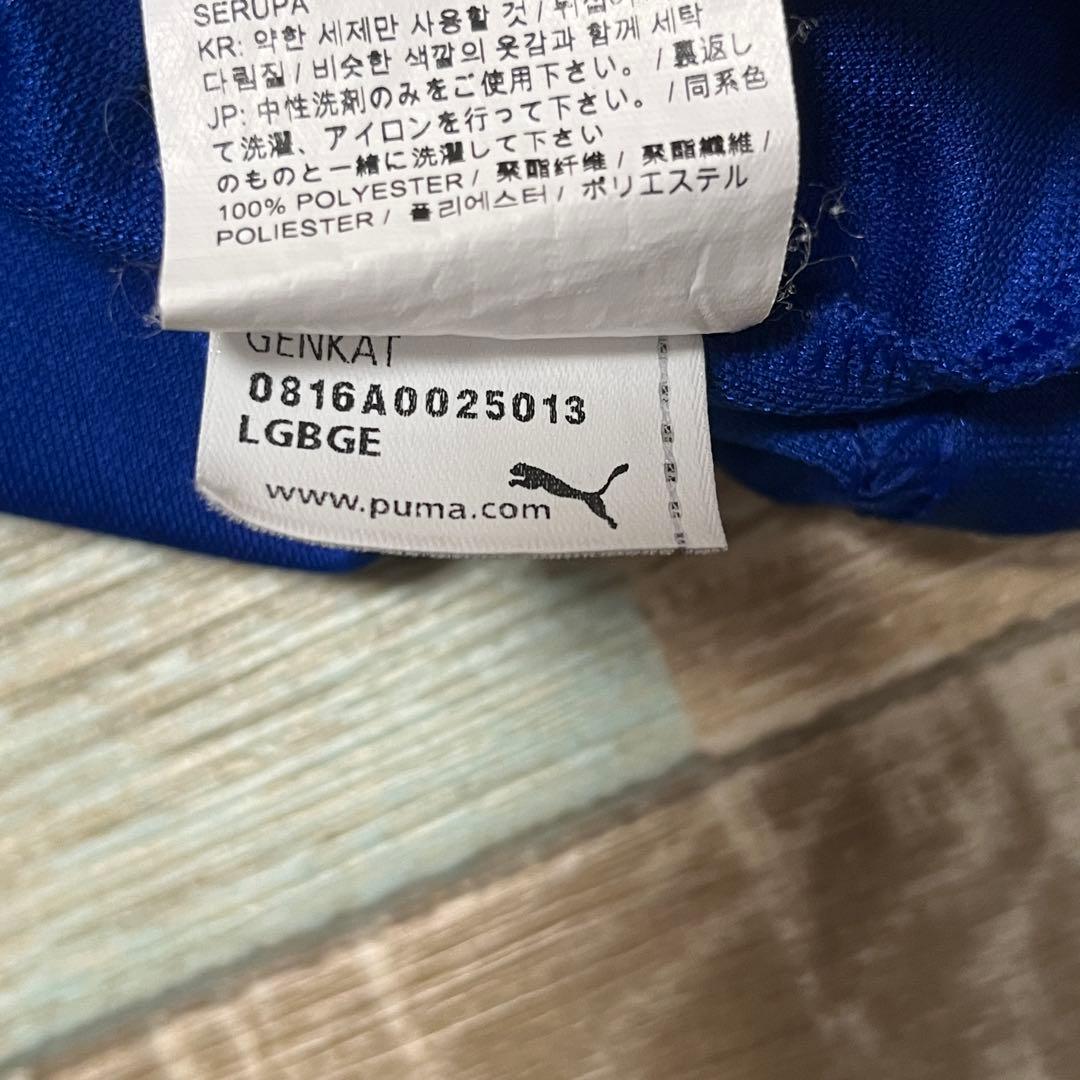 SERUPA
KR: 약한 세제만 사용할 것 /
다림질 / 비슷한 색깔의 옷감과 함께 세탁
JP: 中性洗剤のみをご使用下さい。 / 裏返し
て洗濯、アイロンを行って下さい。 / 同系色
のものと一緒に洗濯して下さい
100% POLYESTER / 聚酯纤维 / 聚酯纖維 /
POLIESTER / 폴리에스터 / ポリエステル
GENKAT
0816A0025013
LGBGE
www.puma.com